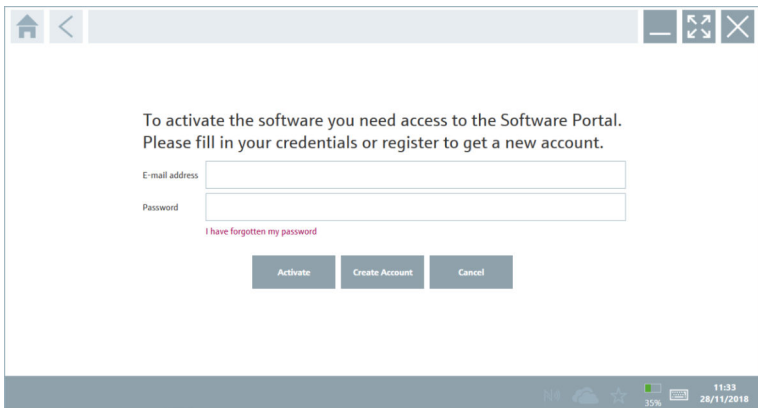 To activate the software you need access to the Software Portal.
Please fill in your credentials or register to get a new account.
E-mail address
Password
I have forgotten my password
Activate
Create Account
Cancel
35%
11:33
28/11/2018